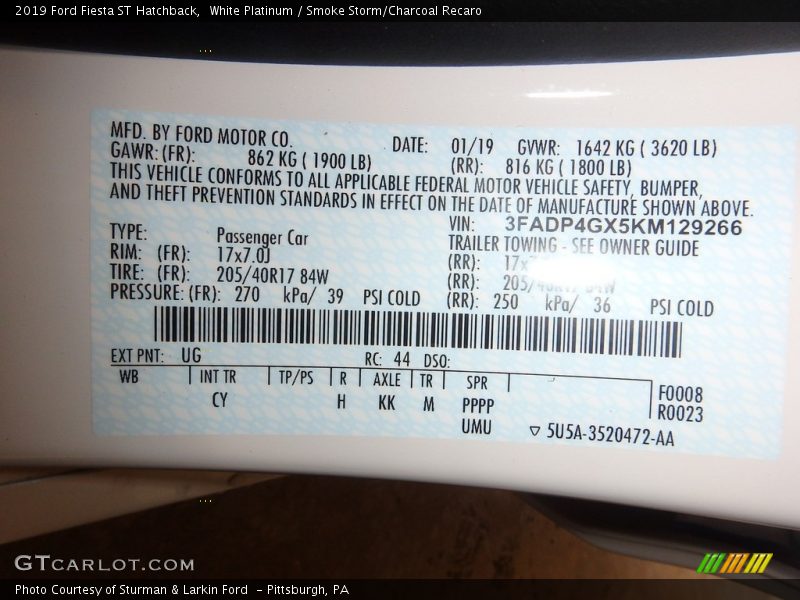 2019 Ford Fiesta ST Hatchback,  White Platinum / Smoke Storm/Charcoal Recaro
MFD. BY FORD MOTOR CO. DATE: 01/19 GVWR: 1642 KG ( 3620 LB)
GAWR: (FR): 862 KG ( 1900 LB) (RR): 816 KG ( 1800 LB)
THIS VEHICLE CONFORMS TO ALL APPLICABLE FEDERAL MOTOR VEHICLE SAFETY, BUMPER,
AND THEFT PREVENTION STANDARDS IN EFFECT ON THE DATE OF MANUFACTURE SHOWN ABOVE.
VIN: 3FADP4GX5KM129266
TYPE: Passenger Car TRAILER TOWING - SEE OWNER GUIDE
RIM: (FR): 17x7.0J (RR):
TIRE: (FR): 205/40R17 84W (RR): 205/40R17 84W
PRESSURE: (FR): 270 kPa/ 39 PSI COLD (RR): 250 kPa/ 36 PSI COLD
EXT PNT: UG RC: 44 DSO:
WB INT TR TP/PS R AXLE TR SPR
F0008
CY H KK M PPPP
R0023
UMU ▽ 5U5A-3520472-AA
GTCARLOT.COM
Photo Courtesy of Sturman & Larkin Ford  - Pittsburgh, PA